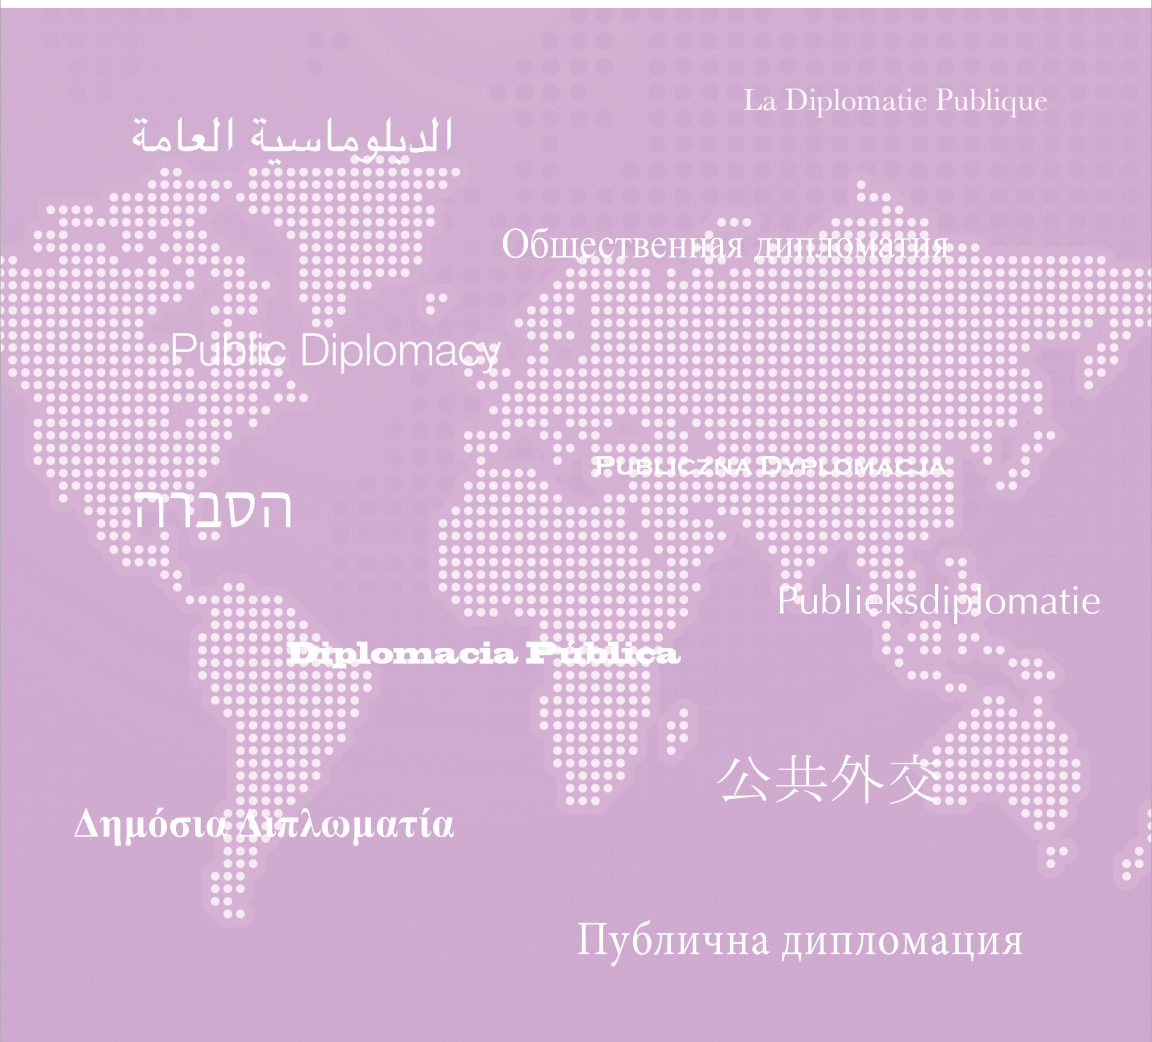 La Diplomatie Publique
الدبلوماسية العامة
Общественная дипломатия
Public Diplomacy
Publiczna Dyplomacja
הסברה
Publieksdiplomatie
Diplomacia Pública
公共外交
Δημόσια Διπλωματία
Публична дипломация